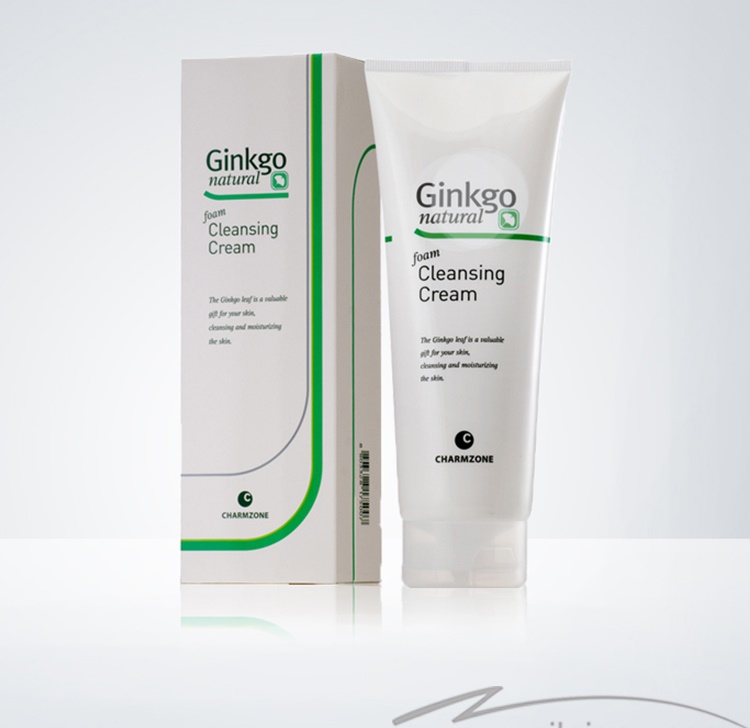 Ginkgo
natural
foam
Cleansing
Cream
The Ginkgo leaf is a valuable
gift for your skin,
cleansing and moisturizing
the skin.
C
CHARMZONE
Ginkgo
natural
foam
Cleansing
Cream
The Ginkgo leaf is a valuable
gift for your skin,
cleansing and moisturizing
the skin.
C
CHARMZONE